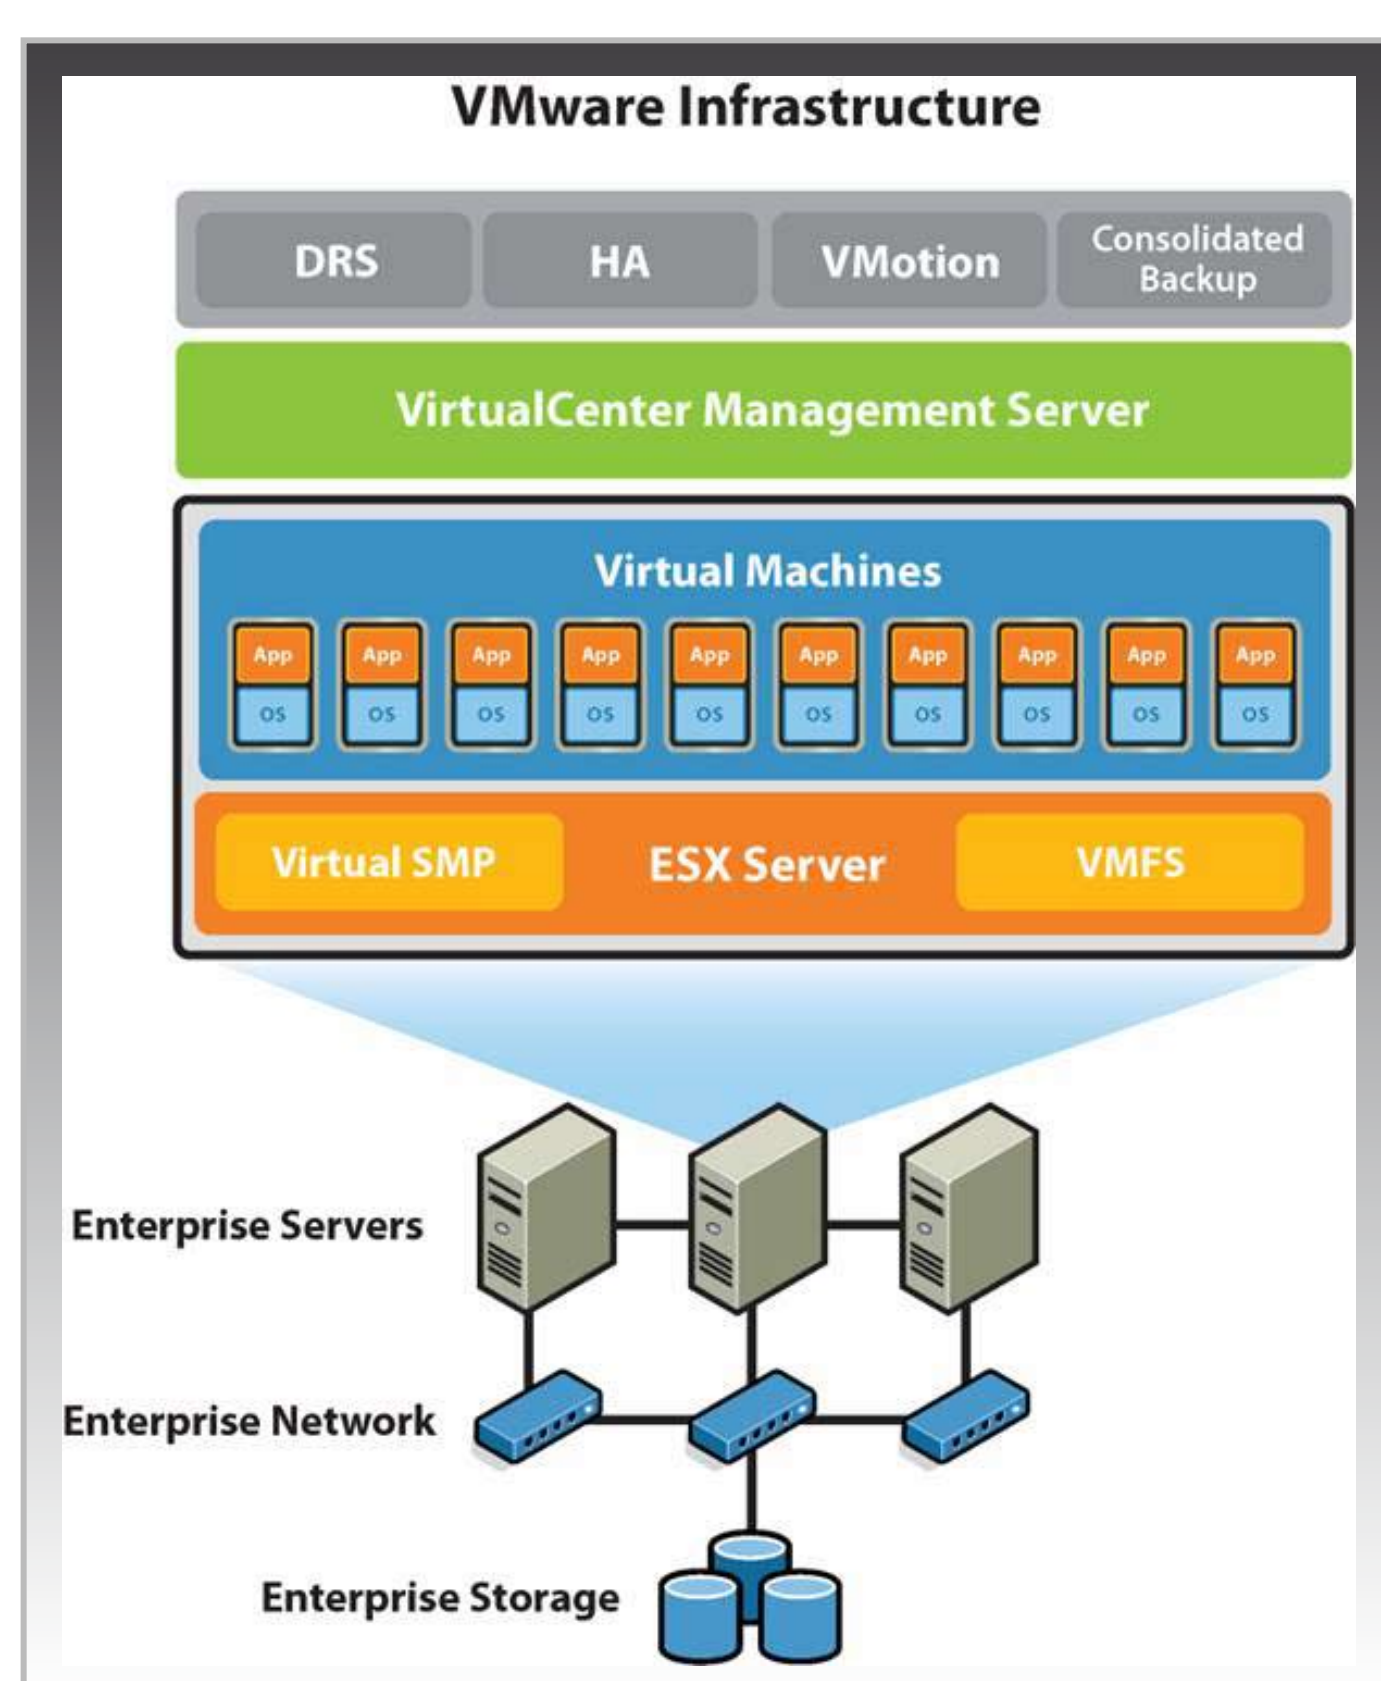 VMware Infrastructure
DRS
HA
VMotion
Consolidated
Backup
VirtualCenter Management Server
Virtual Machines
App App App App App App App App App App
OS OS OS OS OS OS OS OS OS OS
Virtual SMP
ESX Server
VMFS
Enterprise Servers
Enterprise Network
Enterprise Storage